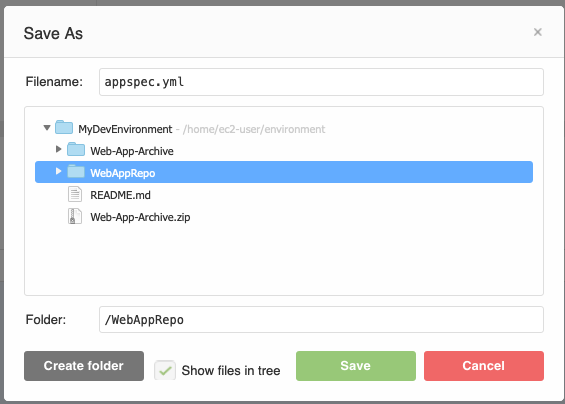 Save As
×
Filename: appspec.yml
MyDevEnvironment - /home/ec2-user/environment
Web-App-Archive
WebAppRepo
README.md
Web-App-Archive.zip
Folder: /WebAppRepo
Create folder Show files in tree Save Cancel